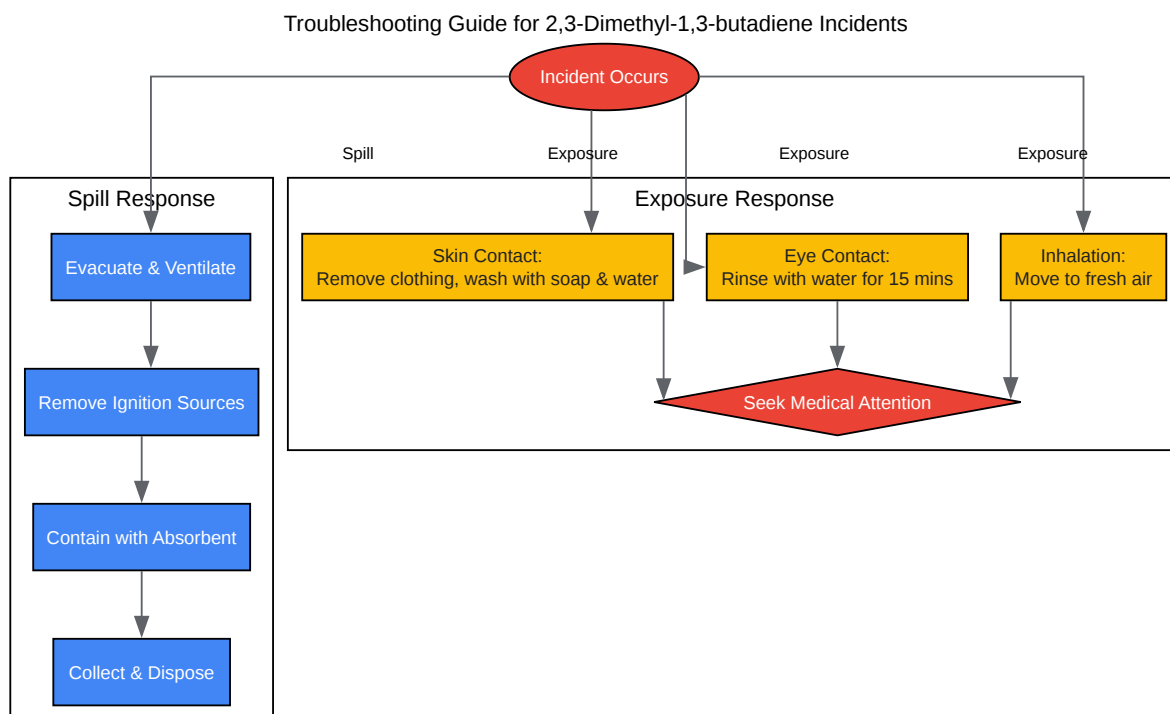 Troubleshooting Guide for 2,3-Dimethyl-1,3-butadiene Incidents
Incident Occurs
Spill
Exposure
Exposure
Exposure
Spill Response
Evacuate & Ventilate
Remove Ignition Sources
Contain with Absorbent
Collect & Dispose
Exposure Response
Skin Contact:
Remove clothing, wash with soap & water
Eye Contact:
Rinse with water for 15 mins
Inhalation:
Move to fresh air
Seek Medical Attention